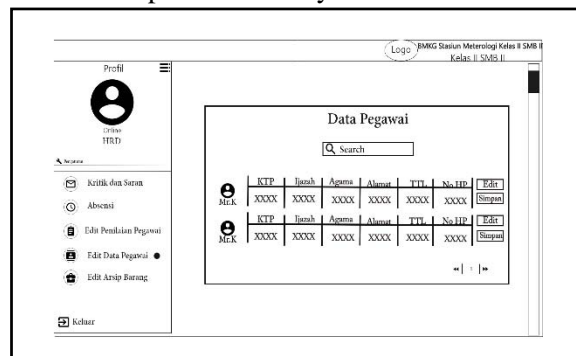 Logo
BMKG Stasiun Meterologi Kelas II SMB II
Kelas II SMB II
Profil
Online
HRD
Kritik dan Saran
Absensi
Edit Penilaian Pegawai
Edit Data Pegawai
Edit Arsip Barang
Keluar
Data Pegawai
Search
KTP Ijazah Agama Alamat TTL No HP Edit
Mr.K XXXX XXXX XXXX XXXX XXXX XXXX Simpan
KTP Ijazah Agama Alamat TTL No HP Edit
Mr.K XXXX XXXX XXXX XXXX XXXX XXXX Simpan